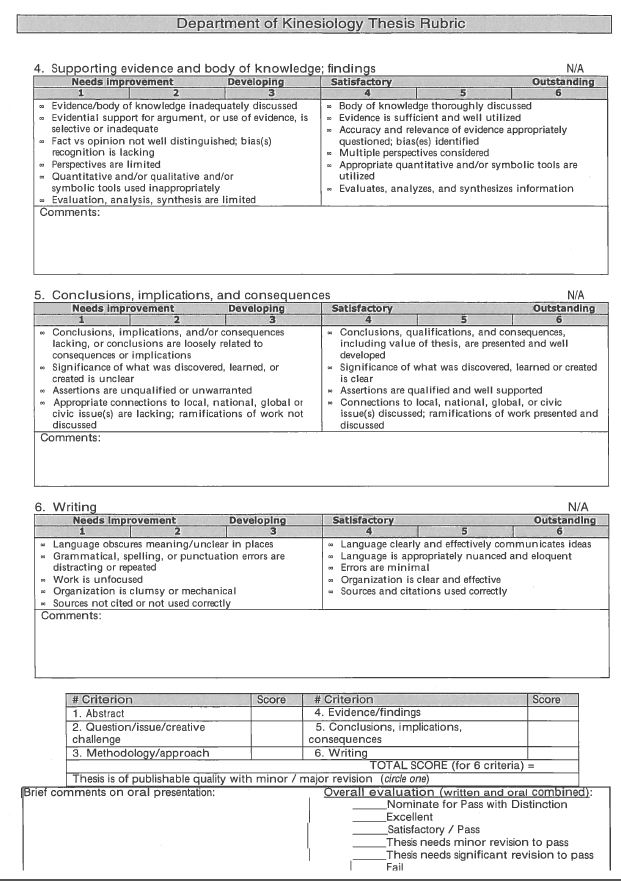 Department of Kinesiology Thesis Rubric
4. Supporting evidence and body of knowledge; findings N/A
Needs improvement Developing Satisfactory Outstanding
1 2 3 4 5 6
∞ Evidence/body of knowledge inadequately discussed
∞ Evidential support for argument, or use of evidence, is
selective or inadequate
∞ Fact vs opinion not well distinguished; bias(s)
recognition is lacking
∞ Perspectives are limited
∞ Quantitative and/or qualitative and/or
symbolic tools used inappropriately
∞ Evaluation, analysis, synthesis are limited
∞ Body of knowledge thoroughly discussed
∞ Evidence is sufficient and well utilized
∞ Accuracy and relevance of evidence appropriately
questioned; bias(es) identified
∞ Multiple perspectives considered
∞ Appropriate quantitative and/or symbolic tools are
utilized
∞ Evaluates, analyzes, and synthesizes information
Comments:
5. Conclusions, implications, and consequences N/A
Needs improvement Developing Satisfactory Outstanding
1 2 3 4 5 6
∞ Conclusions, implications, and/or consequences
lacking, or conclusions are loosely related to
consequences or implications
∞ Significance of what was discovered, learned, or
created is unclear
∞ Assertions are unqualified or unwarranted
∞ Appropriate connections to local, national, global or
civic issue(s) are lacking; ramifications of work not
discussed
∞ Conclusions, qualifications, and consequences,
including value of thesis, are presented and well
developed
∞ Significance of what was discovered, learned or created
is clear
∞ Assertions are qualified and well supported
∞ Connections to local, national, global, or civic
issue(s) discussed; ramifications of work presented and
discussed
Comments:
6. Writing N/A
Needs improvement Developing Satisfactory Outstanding
1 2 3 4 5 6
∞ Language obscures meaning/unclear in places
∞ Grammatical, spelling, or punctuation errors are
distracting or repeated
∞ Work is unfocused
∞ Organization is clumsy or mechanical
∞ Sources not cited or not used correctly
∞ Language clearly and effectively communicates ideas
∞ Language is appropriately nuanced and eloquent
∞ Errors are minimal
∞ Organization is clear and effective
∞ Sources and citations used correctly
Comments:
# Criterion Score # Criterion Score
1. Abstract 4. Evidence/findings
2. Question/issue/creative
challenge
5. Conclusions, implications,
consequences
3. Methodology/approach 6. Writing
TOTAL SCORE (for 6 criteria) =
Thesis is of publishable quality with minor / major revision (circle one)
Brief comments on oral presentation:
Overall evaluation (written and oral combined):
_____Nominate for Pass with Distinction
_____Excellent
_____Satisfactory / Pass
_____Thesis needs minor revision to pass
_____Thesis needs significant revision to pass
Fail